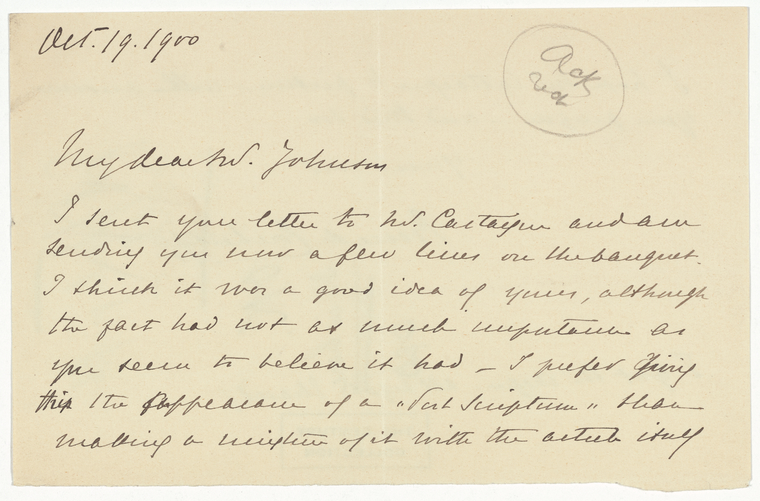 Oct. 19. 1900
Ack
My dear Mr. Johnson
I sent your letter to Mr. Castaigne and am
sending you now a few lines on the banquet.
I think it was a good idea of yours, although
the fact had not as much importance as
you seem to believe it had - I prefer giving
this the appearance of a "Post Scriptum" than
making a mixture of it with the article itself